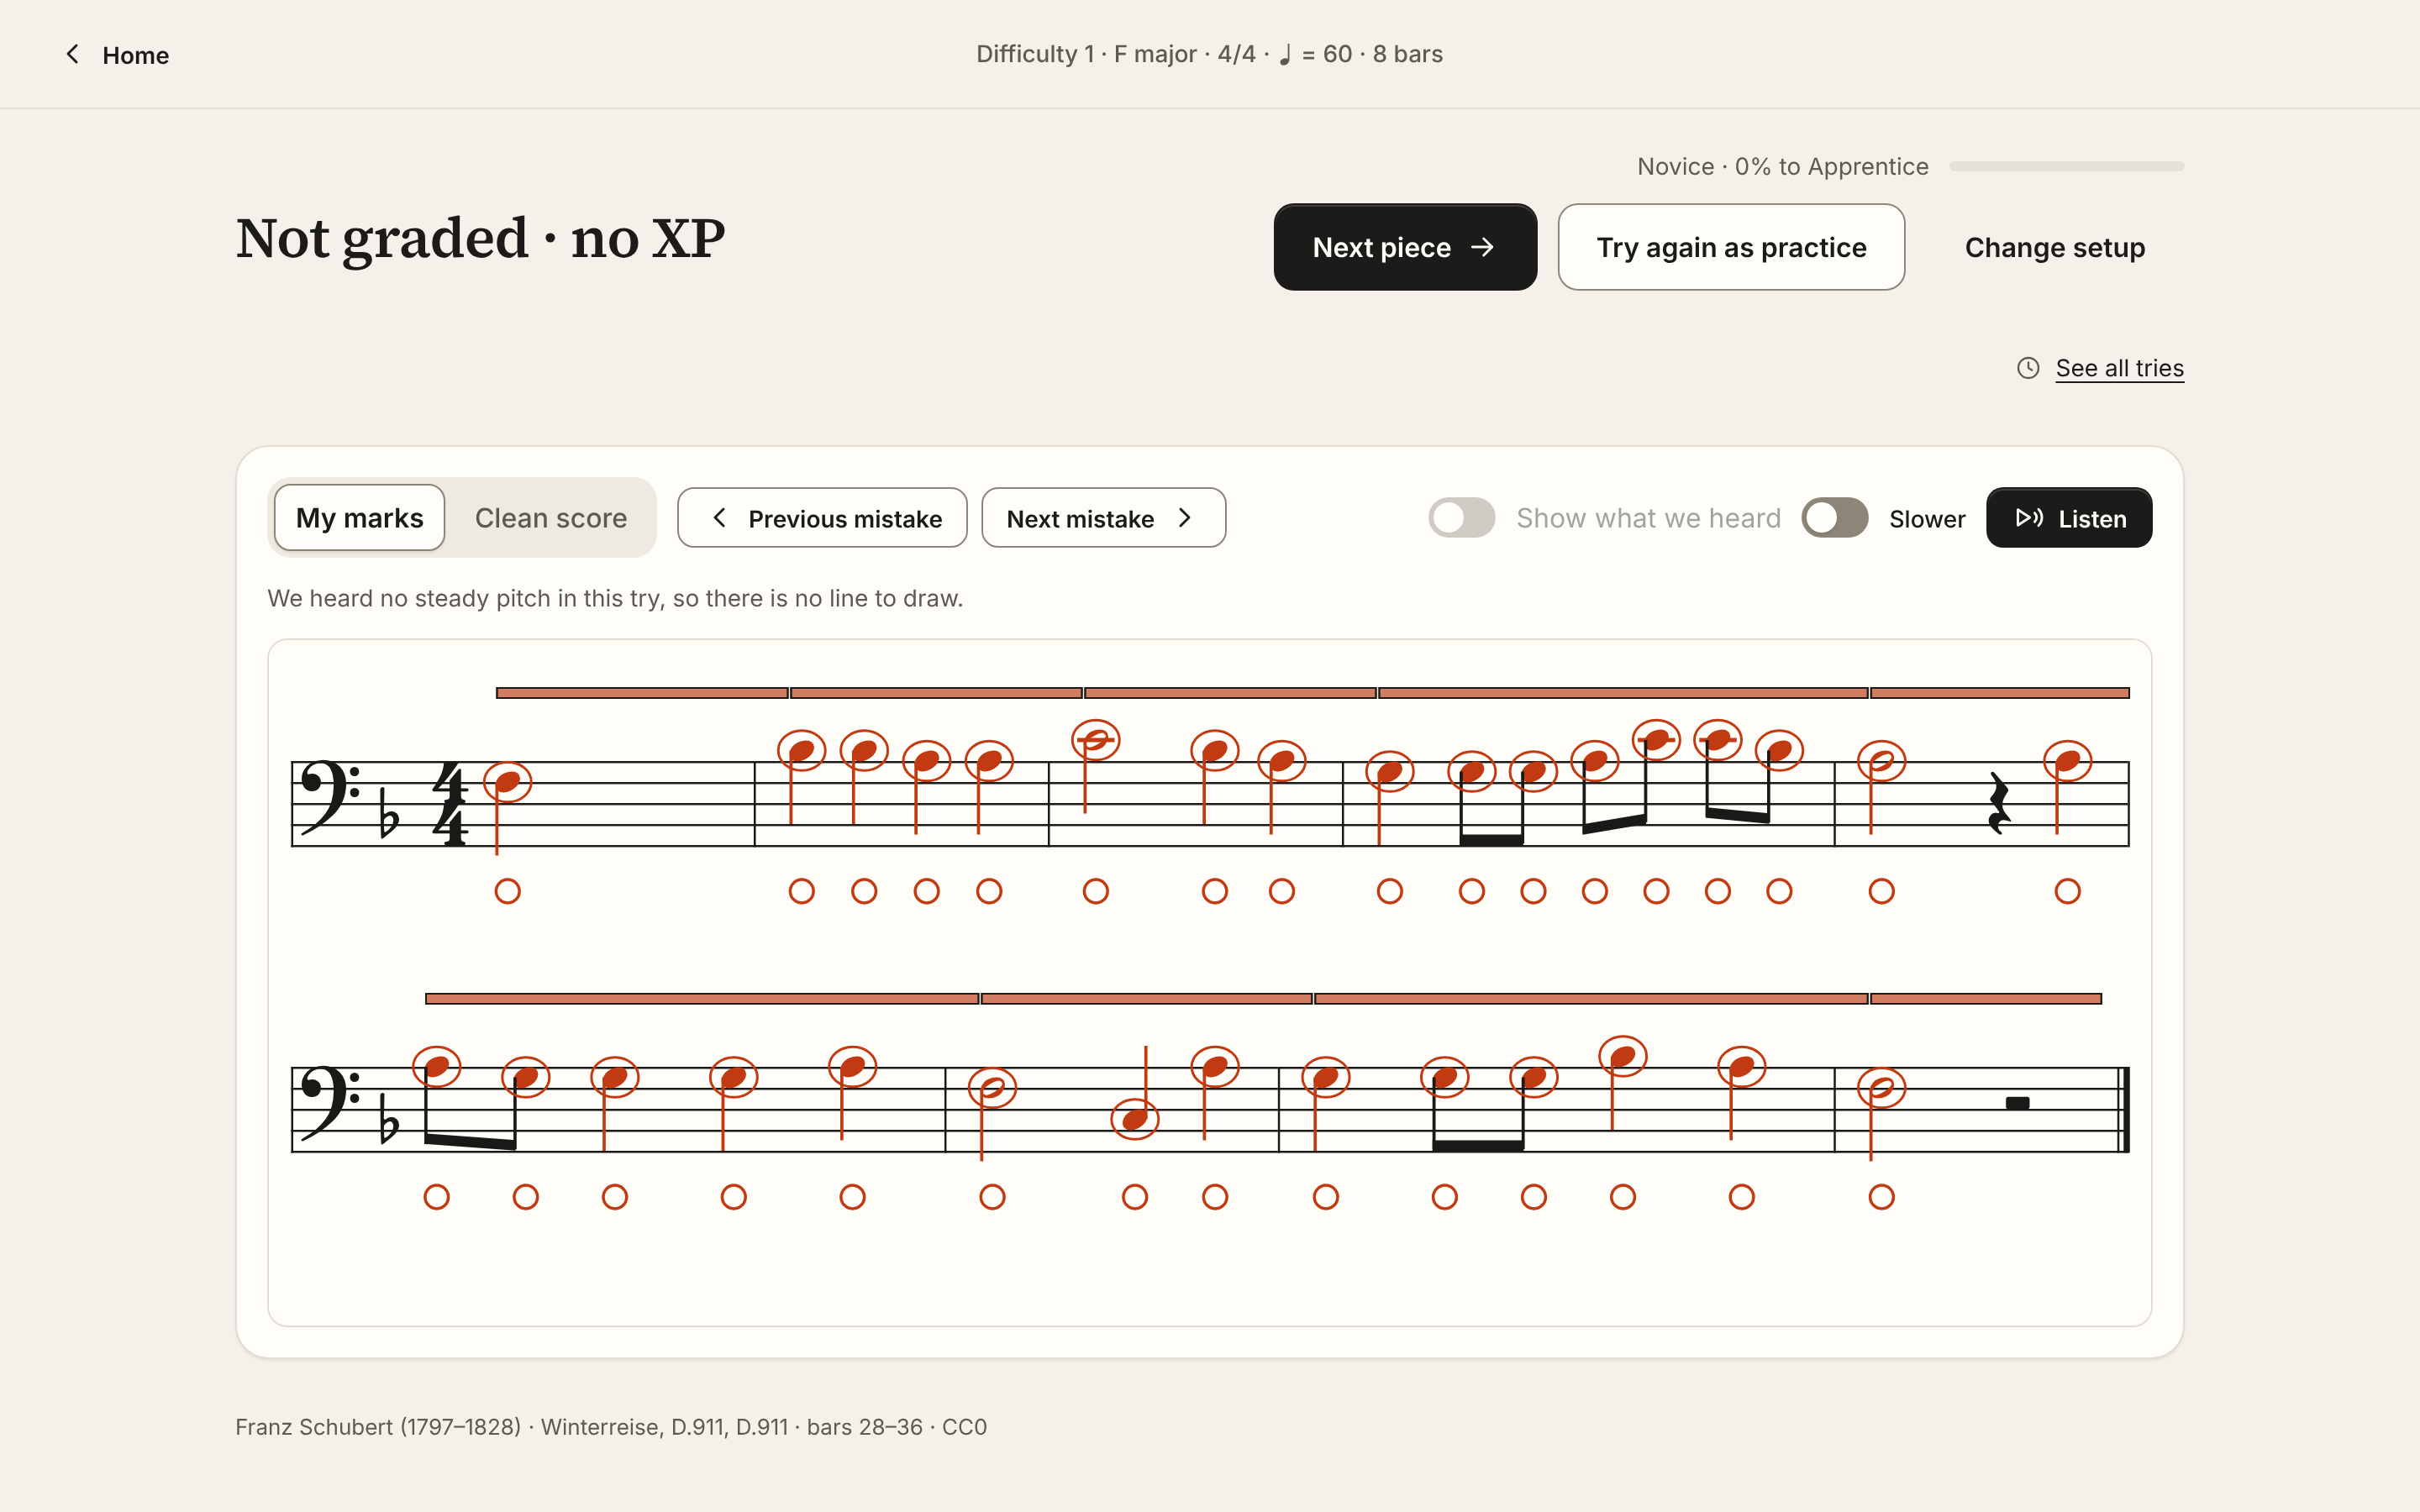 Home
Difficulty 1 · F major · 4/4 · ♩ = 60 · 8 bars
Novice · 0% to Apprentice
Not graded · no XP
Next piece →
Try again as practice
Change setup
See all tries
My marks
Clean score
Previous mistake
Next mistake
Show what we heard
Slower
Listen
We heard no steady pitch in this try, so there is no line to draw.
Franz Schubert (1797–1828) · Winterreise, D.911, D.911 · bars 28–36 · CC0